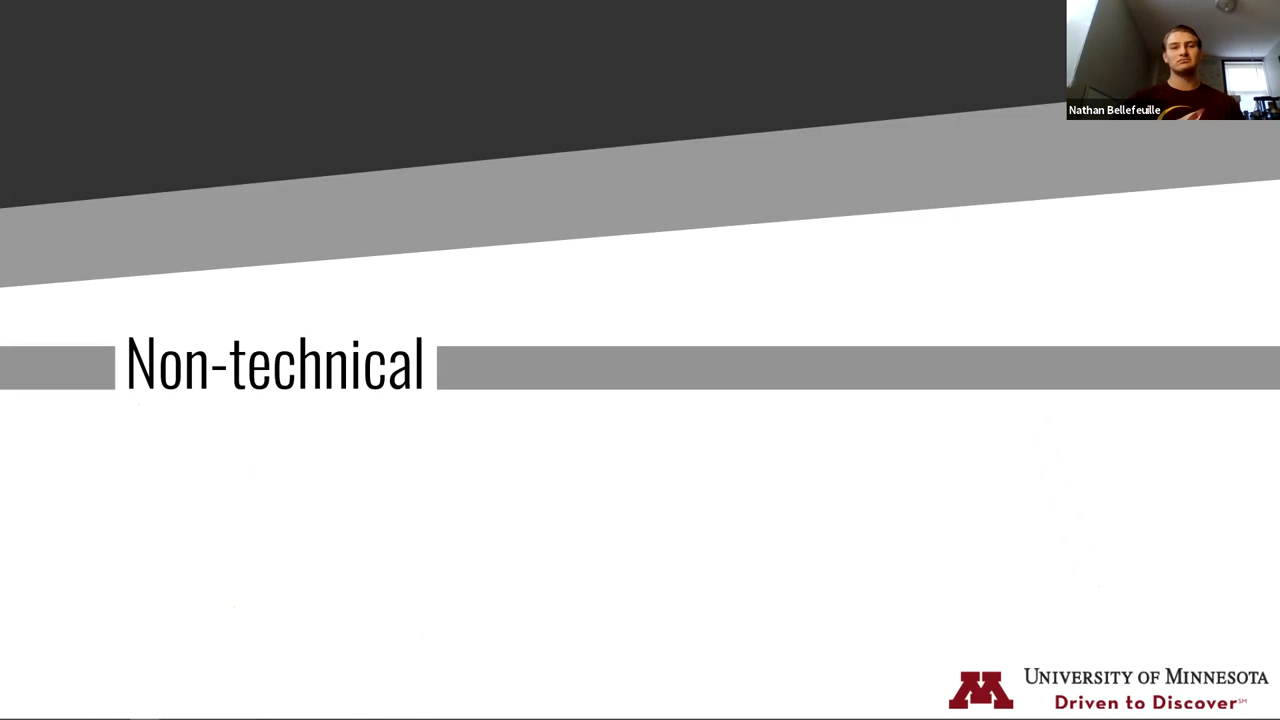 Nathan Bellefeuille
Non-technical
University of Minnesota
Driven to Discover℠